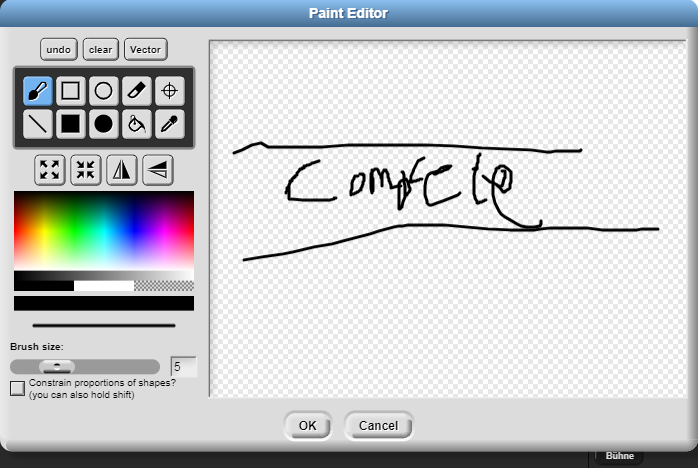 Paint Editor
undo clear Vector
Brush size:
5
Constrain proportions of shapes?
(you can also hold shift)
OK Cancel
Bühne